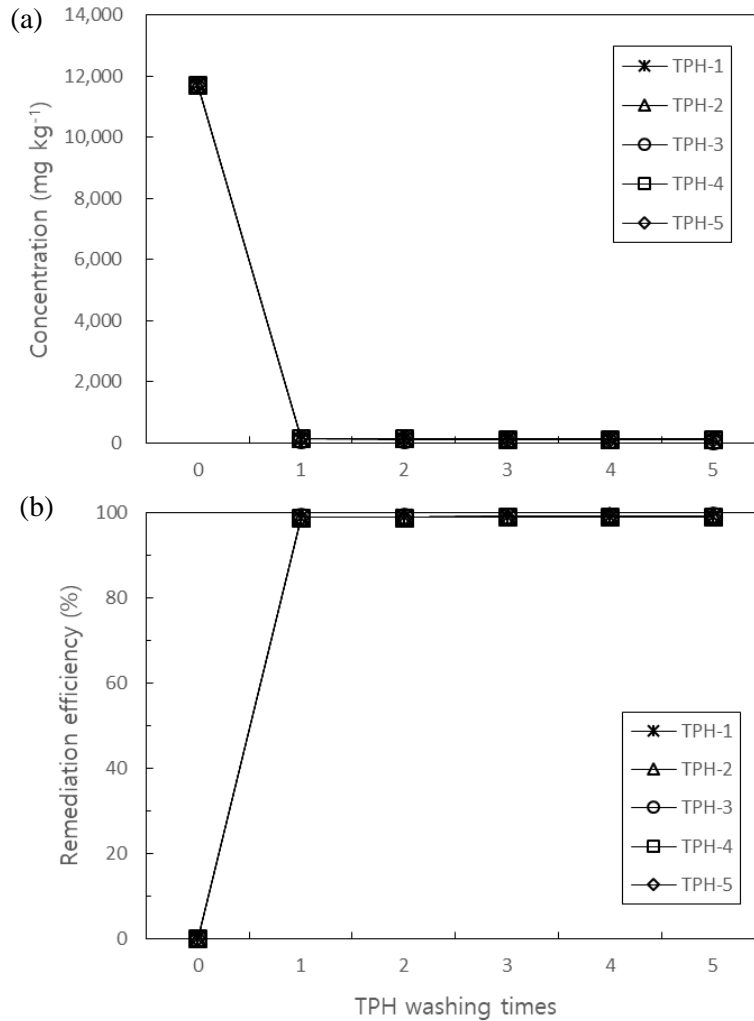 (a)
14,000
12,000
10,000
8,000
6,000
4,000
2,000
0
Concentration (mg kg⁻¹)
TPH-1
TPH-2
TPH-3
TPH-4
TPH-5
0 1 2 3 4 5
(b)
100
80
60
40
20
0
Remediation efficiency (%)
TPH-1
TPH-2
TPH-3
TPH-4
TPH-5
0 1 2 3 4 5
TPH washing times